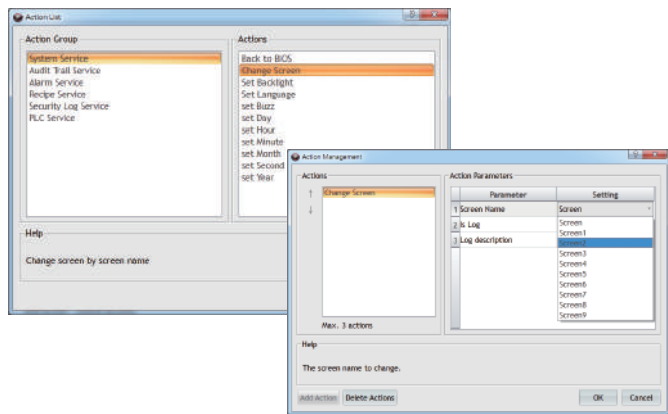 Action List
Action Group
System Service
Audit Trail Service
Alarm Service
Recipe Service
Security Log Service
PLC Service
Actions
Back to BIOS
Change Screen
Set Backlight
Set Language
set Buzz
set Day
set Hour
set Minute
set Month
set Second
set Year
Help
Change screen by screen name
Action Management
Actions
Change Screen
Max. 3 actions
Action Parameters
Parameter Setting
1 Screen Name Screen
2 Is Log
3 Log description
Screen
Screen1
Screen2
Screen3
Screen4
Screen5
Screen6
Screen7
Screen8
Screen9
Help
The screen name to change.
Add Action Delete Actions OK Cancel